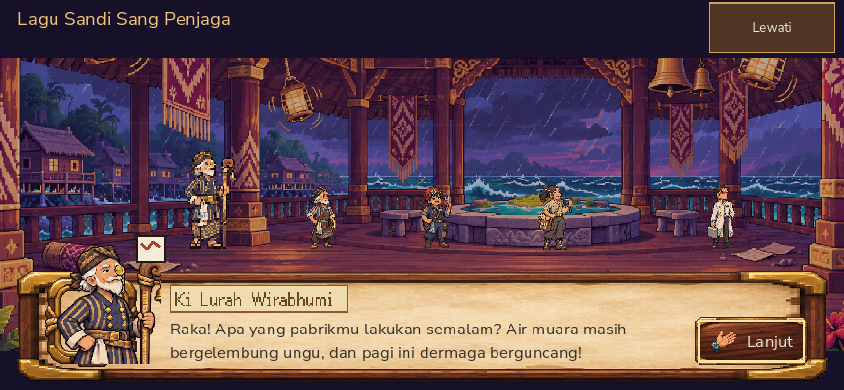 Lagu Sandi Sang Penjaga
Lewati
Ki Lurah Wirabhumi
Raka! Apa yang pabrikmu lakukan semalam? Air muara masih
bergelembung ungu, dan pagi ini dermaga berguncang!
Lanjut